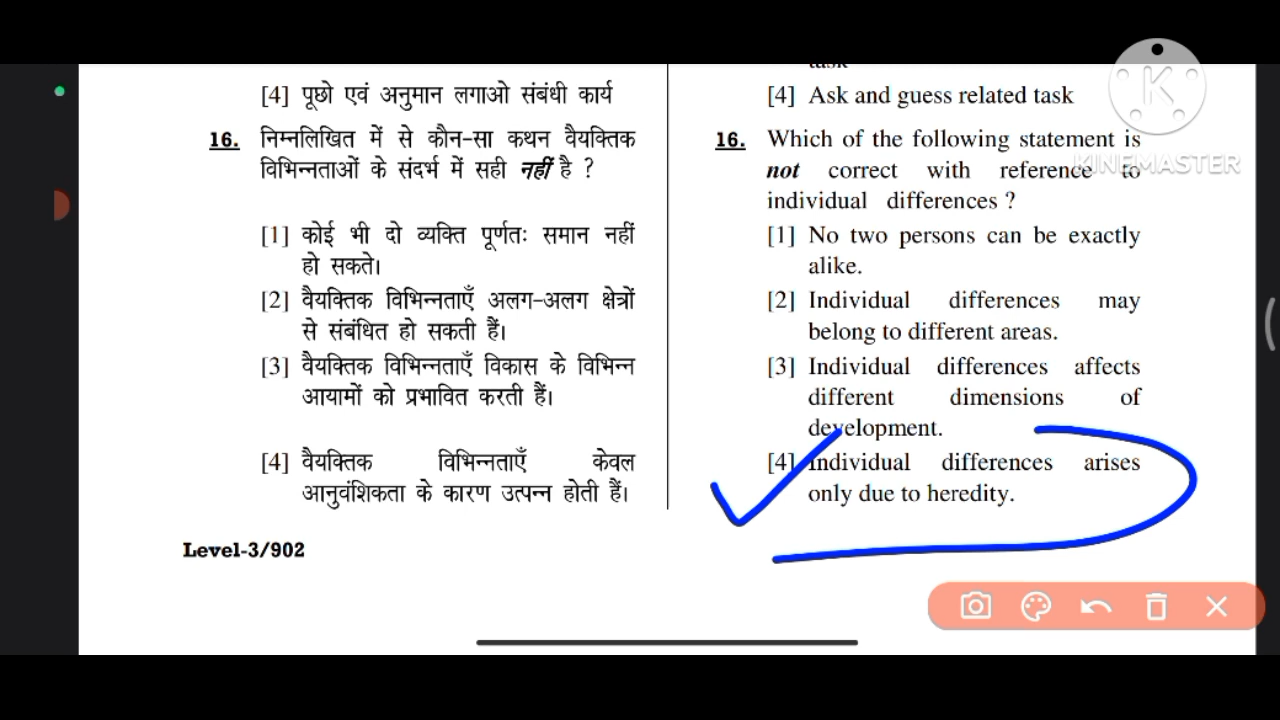 [4] पूछो एवं अनुमान लगाओ संबंधी कार्य
16. निम्नलिखित में से कौन-सा कथन वैयक्तिक
विभिन्नताओं के संदर्भ में सही नहीं है ?
[1] कोई भी दो व्यक्ति पूर्णतः समान नहीं
हो सकते।
[2] वैयक्तिक विभिन्नताएँ अलग-अलग क्षेत्रों
से संबंधित हो सकती हैं।
[3] वैयक्तिक विभिन्नताएँ विकास के विभिन्न
आयामों को प्रभावित करती हैं।
[4] वैयक्तिक विभिन्नताएँ केवल
आनुवंशिकता के कारण उत्पन्न होती हैं।
Level-3/902
task
[4] Ask and guess related task
16. Which of the following statement is
not correct with reference to
individual differences ?
[1] No two persons can be exactly
alike.
[2] Individual differences may
belong to different areas.
[3] Individual differences affects
different dimensions of
development.
[4] Individual differences arises
only due to heredity.
K
KINEMASTER